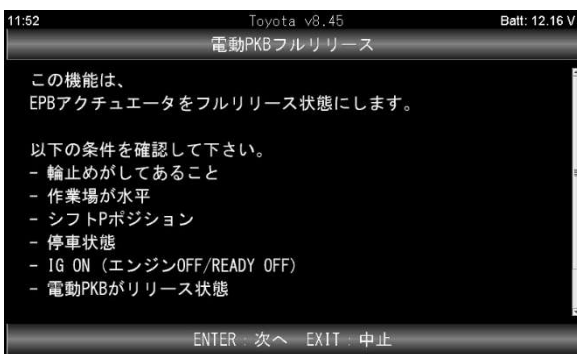 11:52 Toyota v8.45 Batt: 12.16 V
電動PKBフルリリース
この機能は、
EPBアクチュエータをフルリリース状態にします。
以下の条件を確認して下さい。
- 輪止めがしてあること
- 作業場が水平
- シフトPポジション
- 停車状態
- IG ON (エンジンOFF/READY OFF)
- 電動PKBがリリース状態
ENTER：次へ EXIT：中止